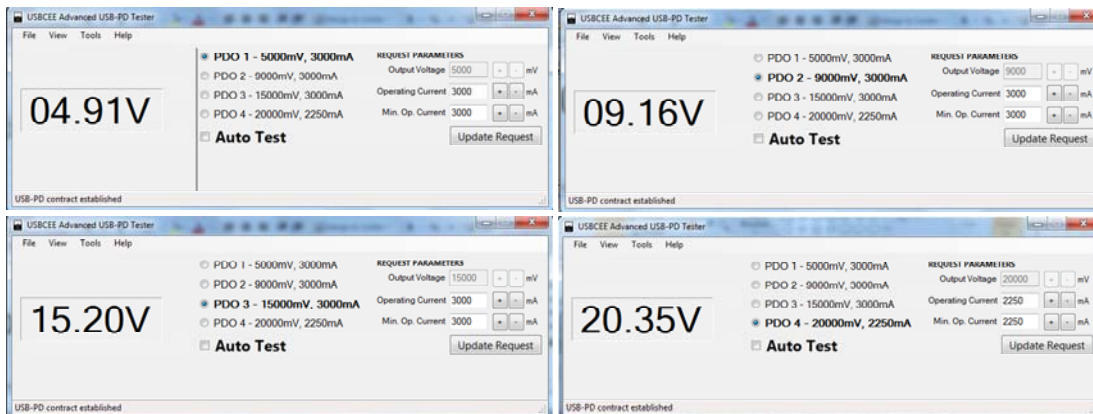 USBCEE Advanced USB-PD Tester
File View Tools Help
04.91V
PDO 1 - 5000mV, 3000mA
PDO 2 - 9000mV, 3000mA
PDO 3 - 15000mV, 3000mA
PDO 4 - 20000mV, 2250mA
Auto Test
REQUEST PARAMETERS
Output Voltage 5000 + - mV
Operating Current 3000 + - mA
Min. Op. Current 3000 + - mA
Update Request
USB-PD contract established
USBCEE Advanced USB-PD Tester
File View Tools Help
09.16V
PDO 1 - 5000mV, 3000mA
PDO 2 - 9000mV, 3000mA
PDO 3 - 15000mV, 3000mA
PDO 4 - 20000mV, 2250mA
Auto Test
REQUEST PARAMETERS
Output Voltage 9000 + - mV
Operating Current 3000 + - mA
Min. Op. Current 3000 + - mA
Update Request
USB-PD contract established
USBCEE Advanced USB-PD Tester
File View Tools Help
15.20V
PDO 1 - 5000mV, 3000mA
PDO 2 - 9000mV, 3000mA
PDO 3 - 15000mV, 3000mA
PDO 4 - 20000mV, 2250mA
Auto Test
REQUEST PARAMETERS
Output Voltage 15000 + - mV
Operating Current 3000 + - mA
Min. Op. Current 3000 + - mA
Update Request
USB-PD contract established
USBCEE Advanced USB-PD Tester
File View Tools Help
20.35V
PDO 1 - 5000mV, 3000mA
PDO 2 - 9000mV, 3000mA
PDO 3 - 15000mV, 3000mA
PDO 4 - 20000mV, 2250mA
Auto Test
REQUEST PARAMETERS
Output Voltage 20000 + - mV
Operating Current 2250 + - mA
Min. Op. Current 2250 + - mA
Update Request
USB-PD contract established